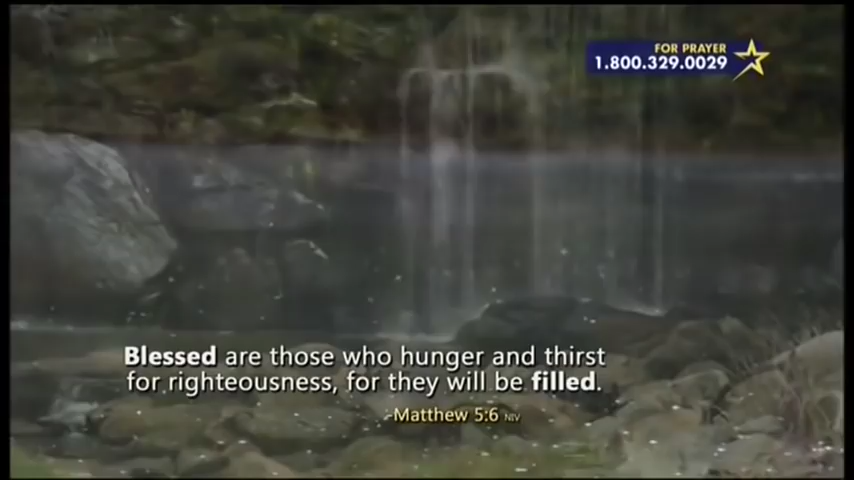 FOR PRAYER
1.800.329.0029
Blessed are those who hunger and thirst
for righteousness, for they will be filled.
-Matthew 5:6 NIV